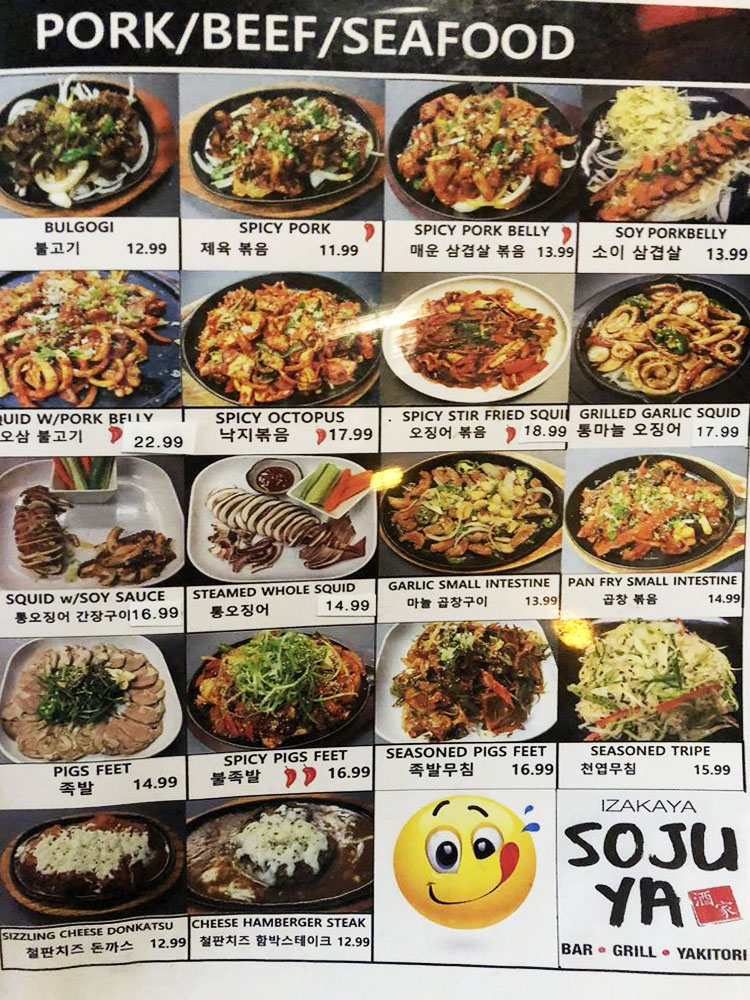 PORK/BEEF/SEAFOOD
BULGOGI
불고기 12.99
SPICY PORK
제육 볶음 11.99
SPICY PORK BELLY
매운 삼겹살 볶음 13.99
SOY PORKBELLY
소이 삼겹살 13.99
QUID W/PORK BELLY
오삼 불고기 22.99
SPICY OCTOPUS
낙지볶음 17.99
SPICY STIR FRIED SQUI
오징어 볶음 18.99
GRILLED GARLIC SQUID
통마늘 오징어 17.99
SQUID w/SOY SAUCE
통오징어 간장구이 16.99
STEAMED WHOLE SQUID
통오징어 14.99
GARLIC SMALL INTESTINE
마늘 곱창구이 13.99
PAN FRY SMALL INTESTINE
곱창 볶음 14.99
PIGS FEET
족발 14.99
SPICY PIGS FEET
불족발 16.99
SEASONED PIGS FEET
족발무침 16.99
SEASONED TRIPE
천엽무침 15.99
SIZZLING CHEESE DONKATSU
철판치즈 돈까스 12.99
CHEESE HAMBERGER STEAK
철판치즈 함박스테이크 12.99
IZAKAYA
SOJU
YA 酒家
BAR • GRILL • YAKITORI